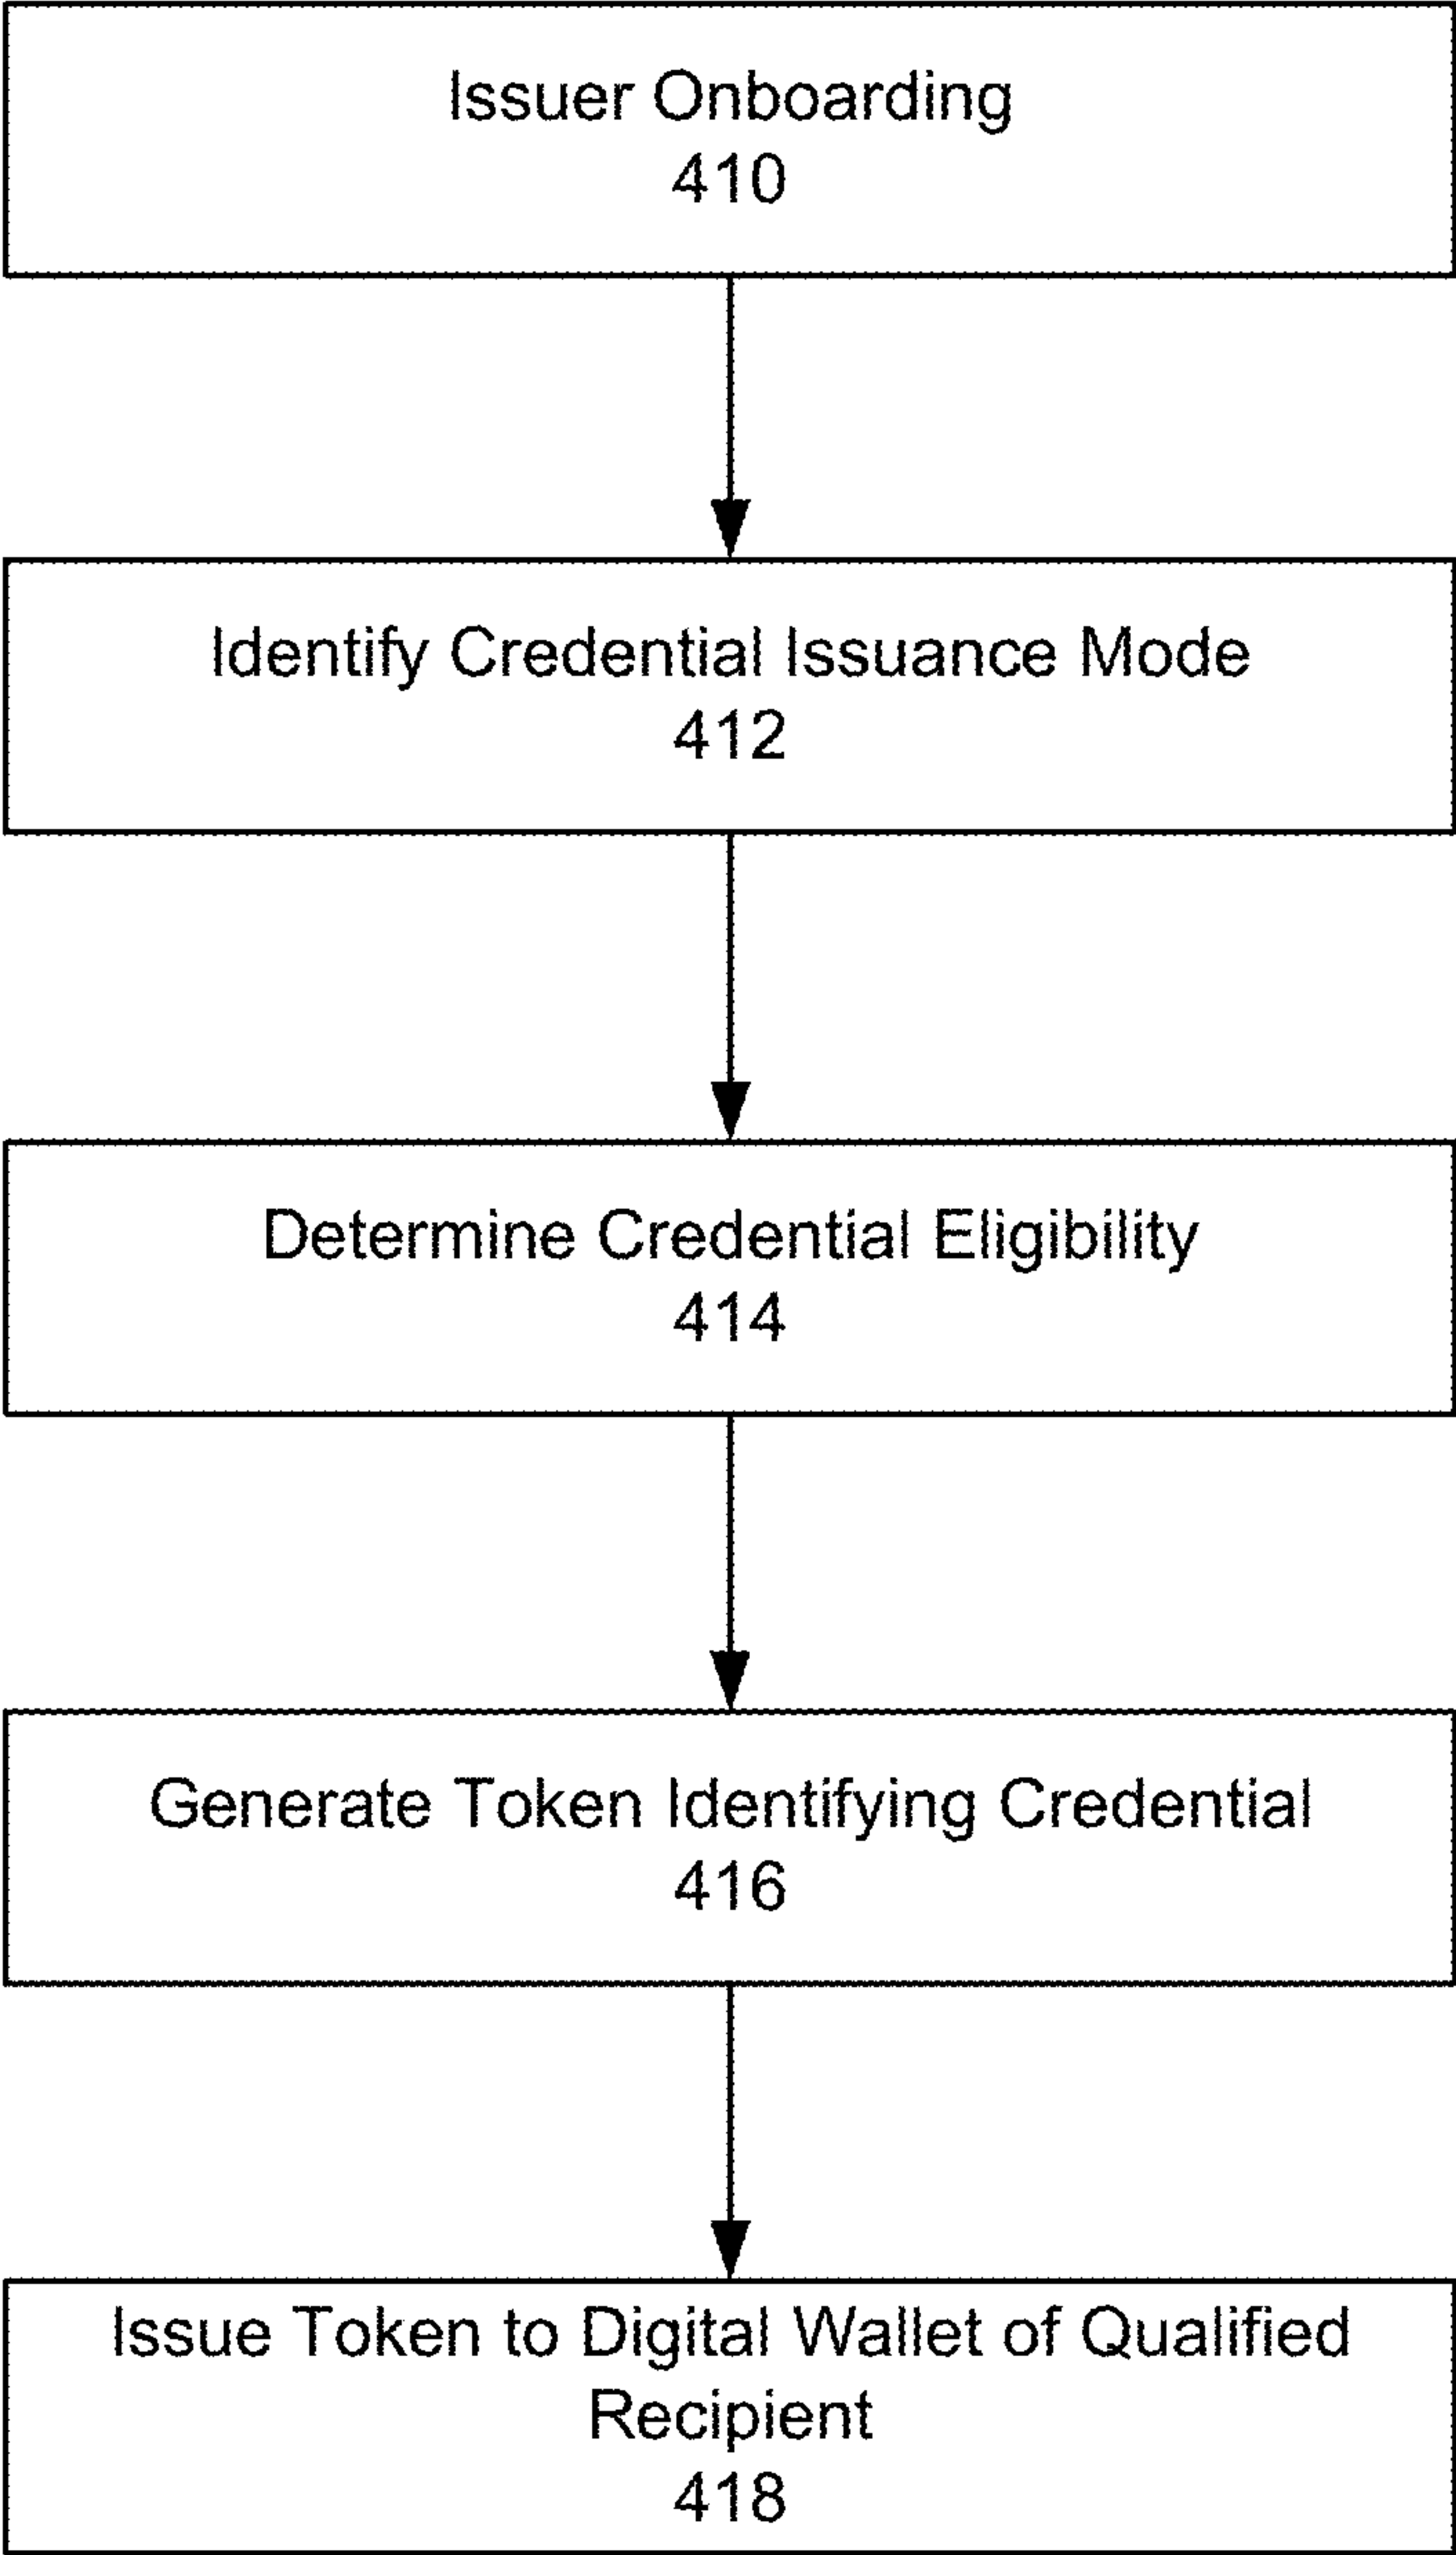 Issuer Onboarding
410
Identify Credential Issuance Mode
412
Determine Credential Eligibility
414
Generate Token Identifying Credential
416
Issue Token to Digital Wallet of Qualified
Recipient
418